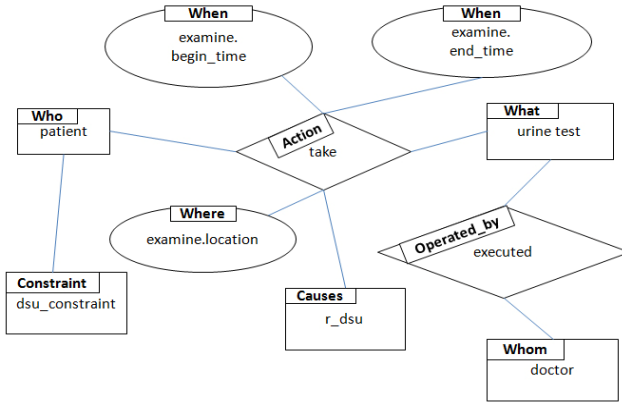 When
examine.
begin_time
When
examine.
end_time
Who
patient
Action
take
What
urine test
Where
examine.location
Operated_by
executed
Constraint
dsu_constraint
Causes
r_dsu
Whom
doctor